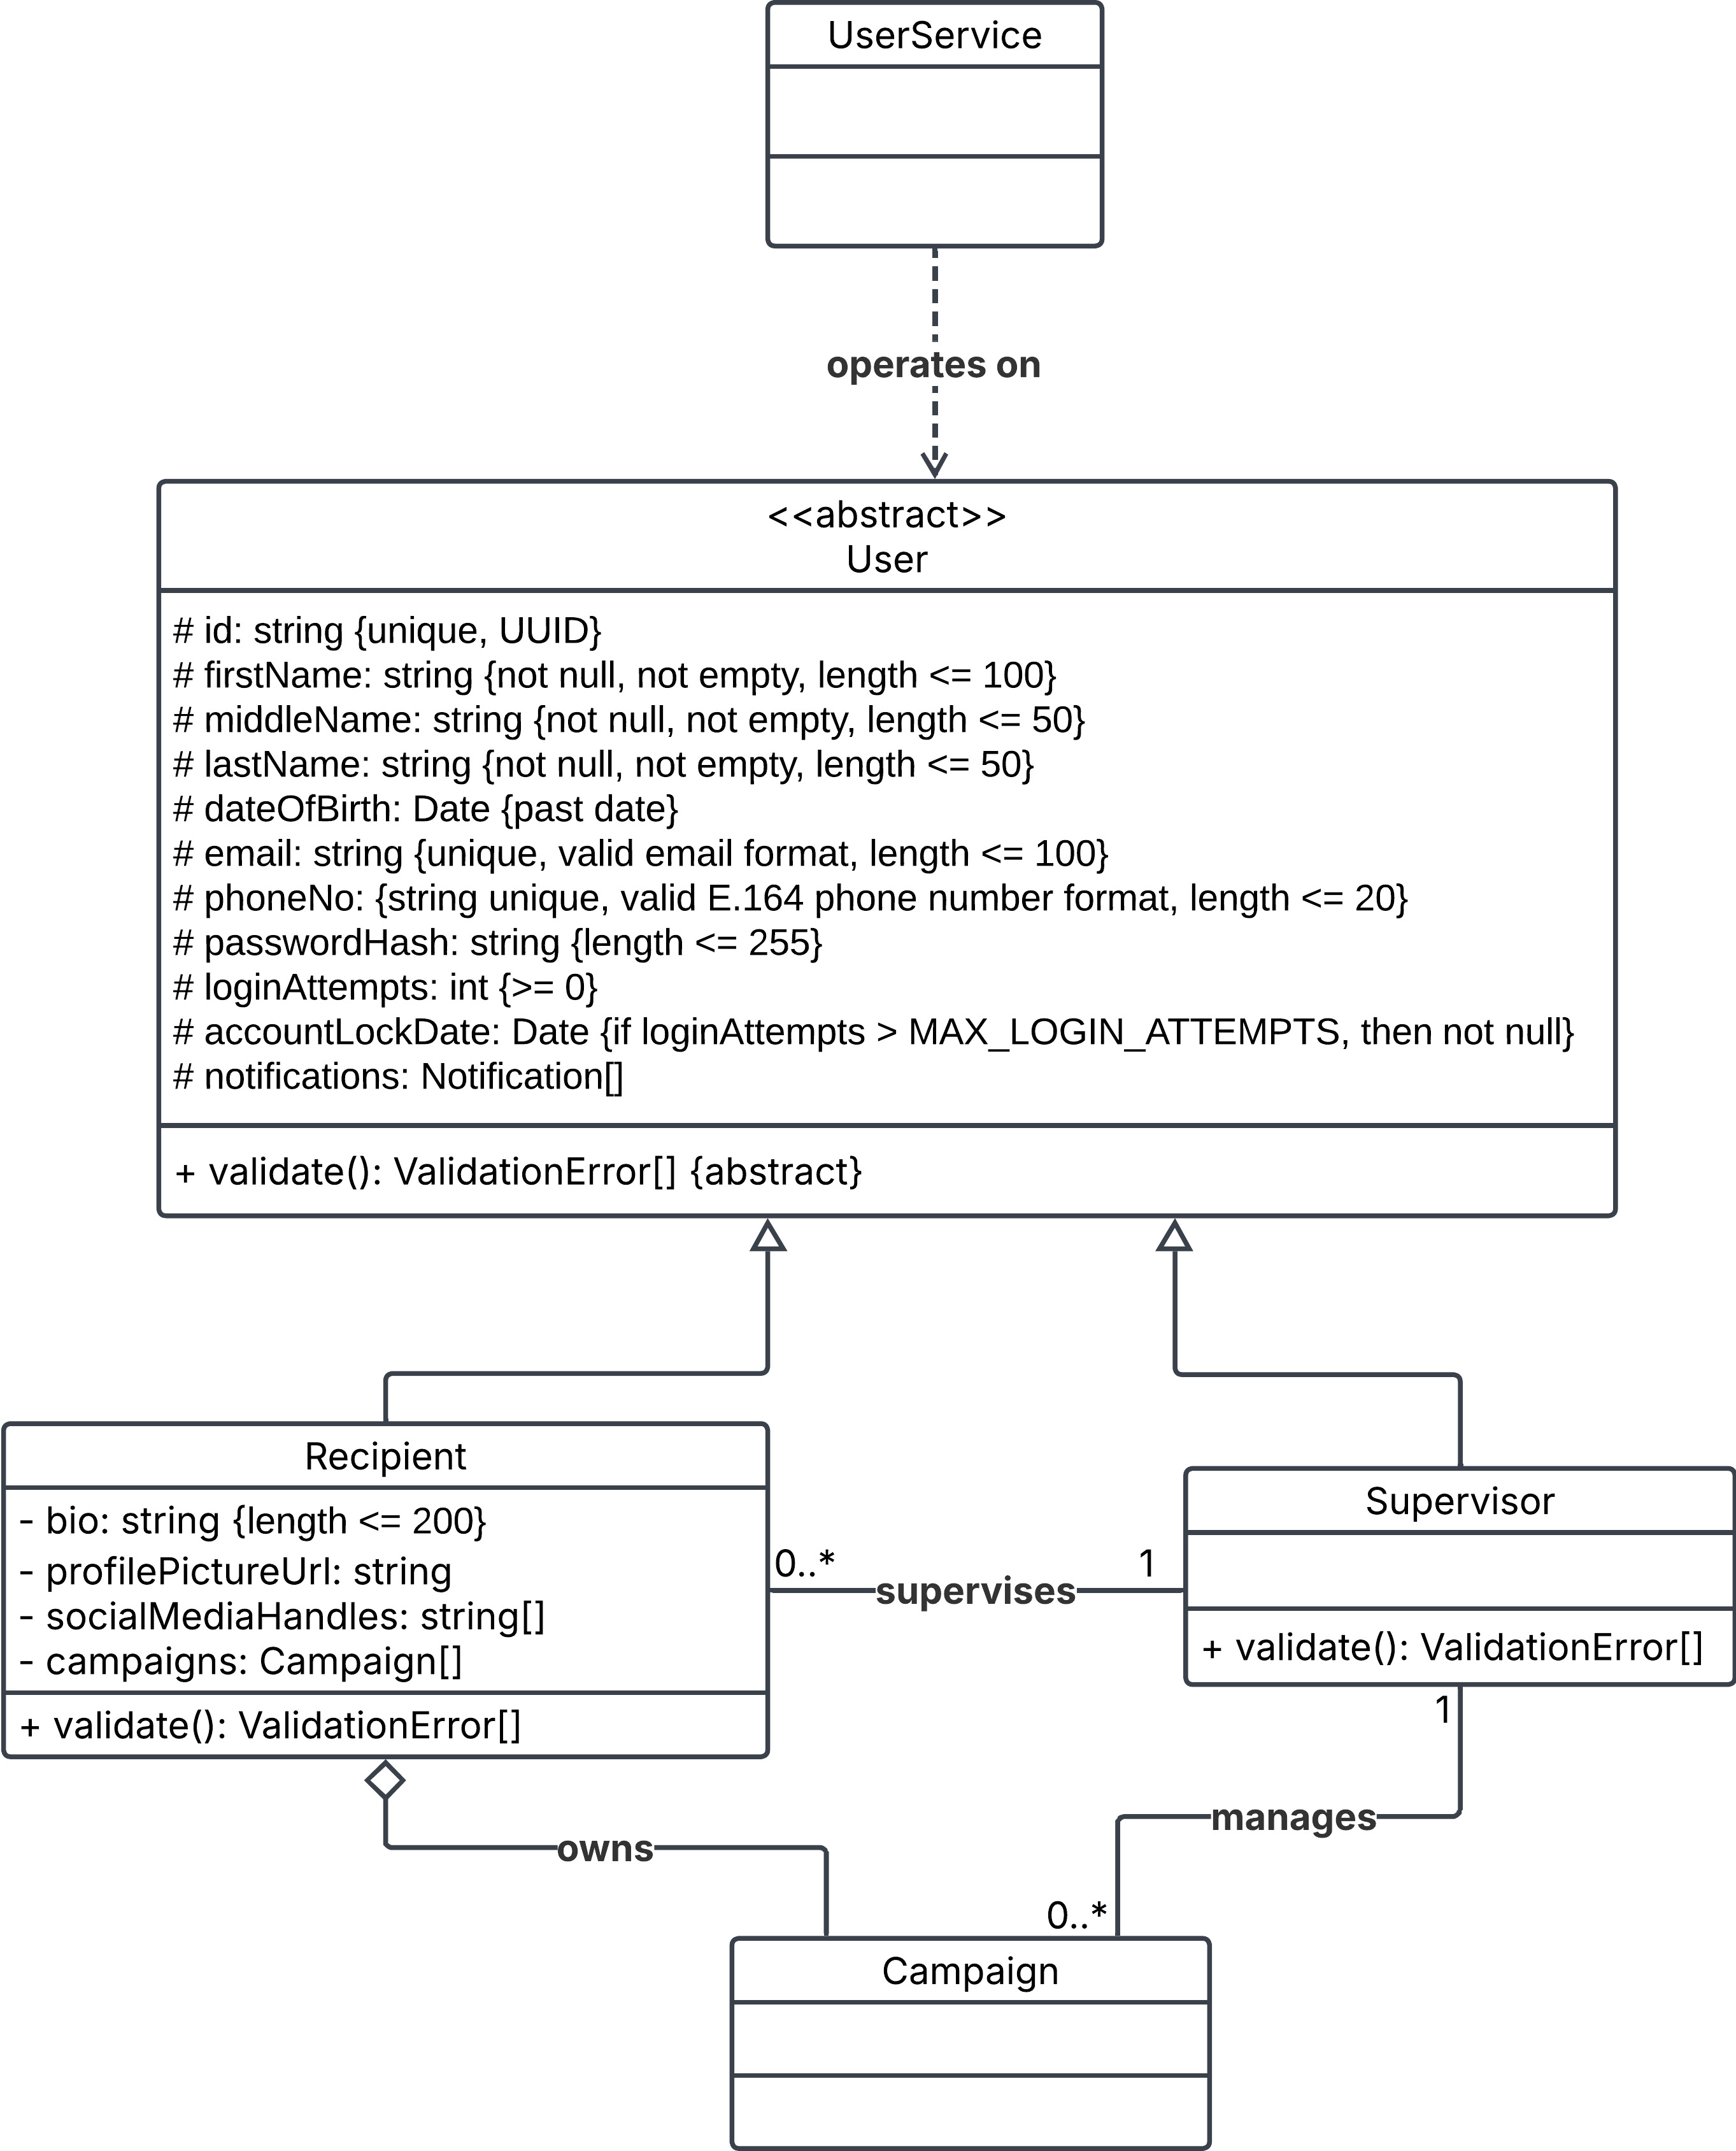 UserService
operates on
<<abstract>>
User
# id: string {unique, UUID}
# firstName: string {not null, not empty, length <= 100}
# middleName: string {not null, not empty, length <= 50}
# lastName: string {not null, not empty, length <= 50}
# dateOfBirth: Date {past date}
# email: string {unique, valid email format, length <= 100}
# phoneNo: {string unique, valid E.164 phone number format, length <= 20}
# passwordHash: string {length <= 255}
# loginAttempts: int {>= 0}
# accountLockDate: Date {if loginAttempts > MAX_LOGIN_ATTEMPTS, then not null}
# notifications: Notification[]
+ validate(): ValidationError[] {abstract}
Recipient
- bio: string {length <= 200}
- profilePictureUrl: string
- socialMediaHandles: string[]
- campaigns: Campaign[]
+ validate(): ValidationError[]
0..*
supervises
1
Supervisor
+ validate(): ValidationError[]
1
manages
0..*
owns
Campaign